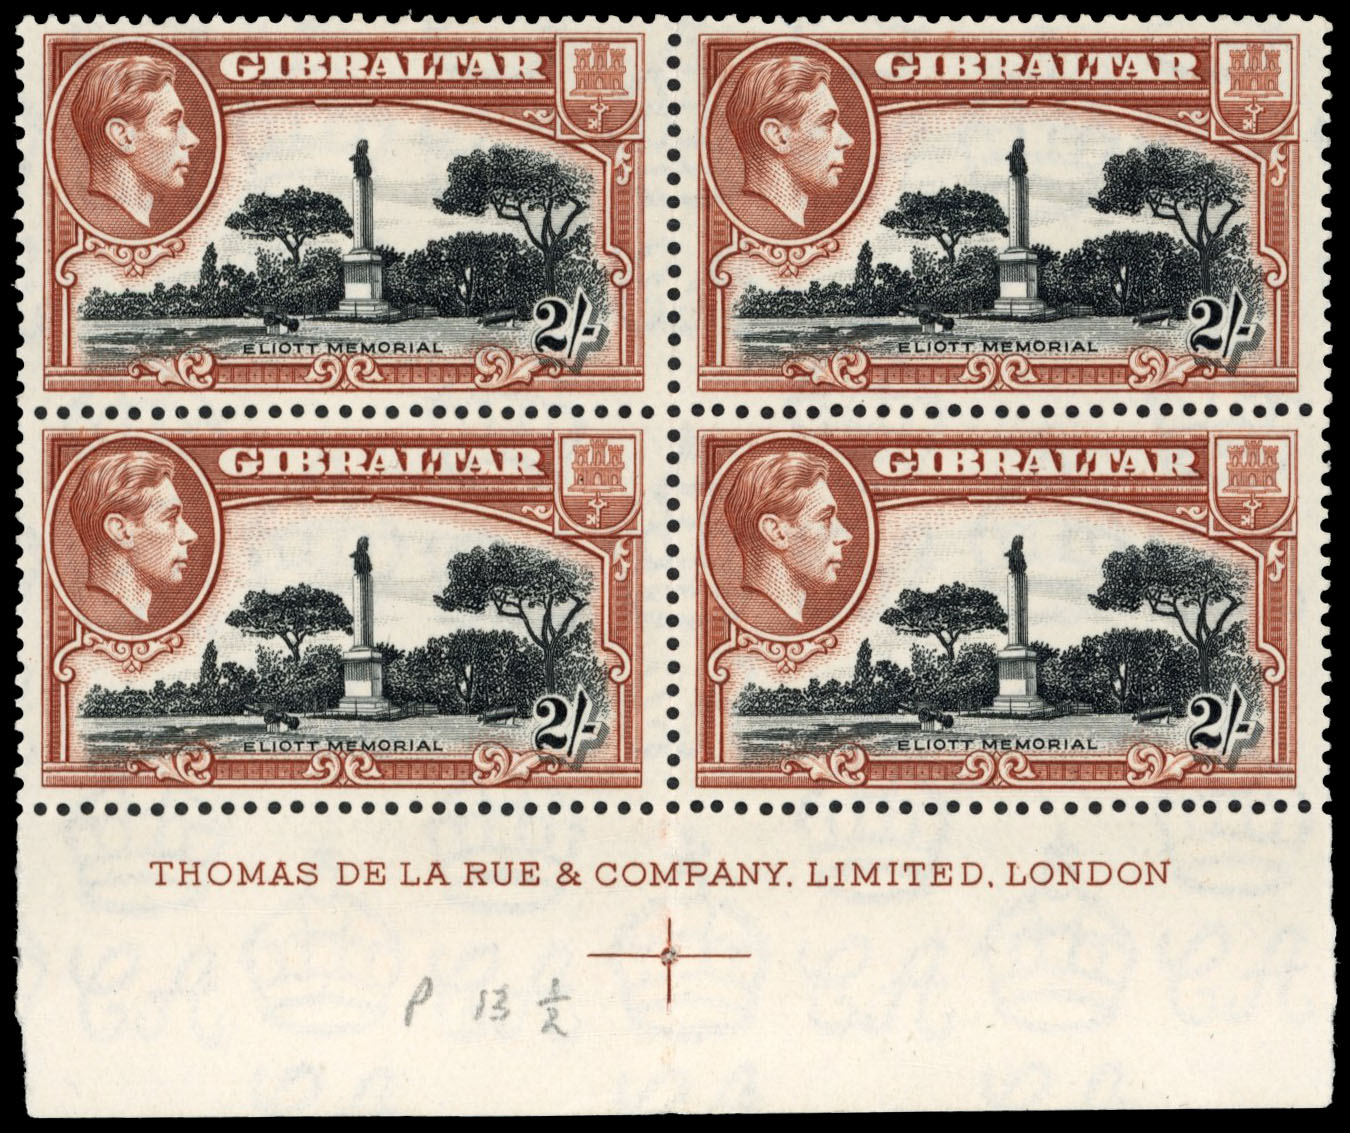 GIBRALTAR
ELIOTT MEMORIAL
2/-
GIBRALTAR
ELIOTT MEMORIAL
2/-
GIBRALTAR
ELIOTT MEMORIAL
2/-
GIBRALTAR
ELIOTT MEMORIAL
2/-
THOMAS DE LA RUE & COMPANY, LIMITED, LONDON
P 13 1/2